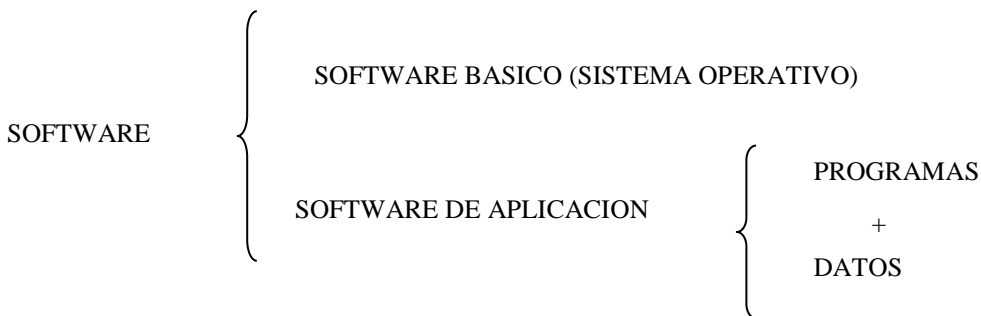 SOFTWARE BASICO (SISTEMA OPERATIVO)
SOFTWARE
PROGRAMAS
SOFTWARE DE APLICACION
+
DATOS